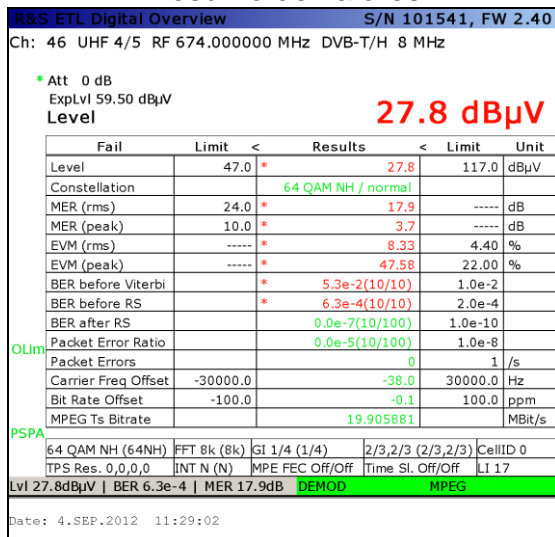 R&S ETL Digital Overview S/N 101541, FW 2.40
Ch: 46 UHF 4/5 RF 674.000000 MHz DVB-T/H 8 MHz
* Att 0 dB
ExpLvl 59.50 dBµV
Level 27.8 dBµV
Fail Limit < Results < Limit Unit
Level 47.0 * 27.8 117.0 dBµV
Constellation 64 QAM NH / normal
MER (rms) 24.0 * 17.9 ----- dB
MER (peak) 10.0 * 3.7 ----- dB
EVM (rms) ----- * 8.33 4.40 %
EVM (peak) ----- * 47.58 22.00 %
BER before Viterbi * 5.3e-2(10/10) 1.0e-2
BER before RS * 6.3e-4(10/10) 2.0e-4
BER after RS 0.0e-7(10/100) 1.0e-10
OLim
Packet Error Ratio 0.0e-5(10/100) 1.0e-8
Packet Errors 0 1 /s
Carrier Freq Offset -30000.0 -38.0 30000.0 Hz
Bit Rate Offset -100.0 -0.1 100.0 ppm
MPEG Ts Bitrate 19.905881 MBit/s
PSPA
64 QAM NH (64NH) FFT 8k (8k) GI 1/4 (1/4) 2/3,2/3 (2/3,2/3) CellID 0
TPS Res. 0,0,0,0 INT N (N) MPE FEC Off/Off Time Sl. Off/Off LI 17
Lvl 27.8dBµV | BER 6.3e-4 | MER 17.9dB DEMOD MPEG
Date: 4.SEP.2012 11:29:02